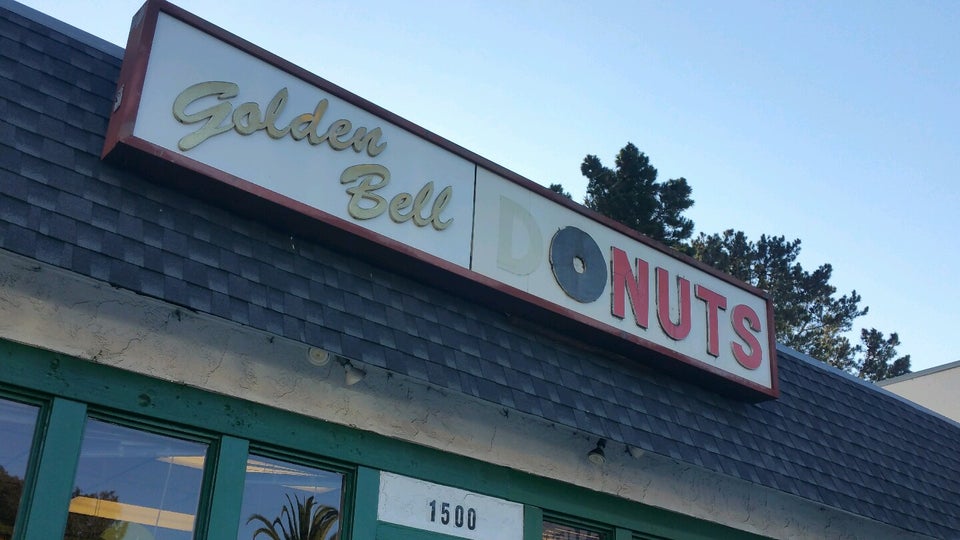 Golden
Bell
DONUTS
1500